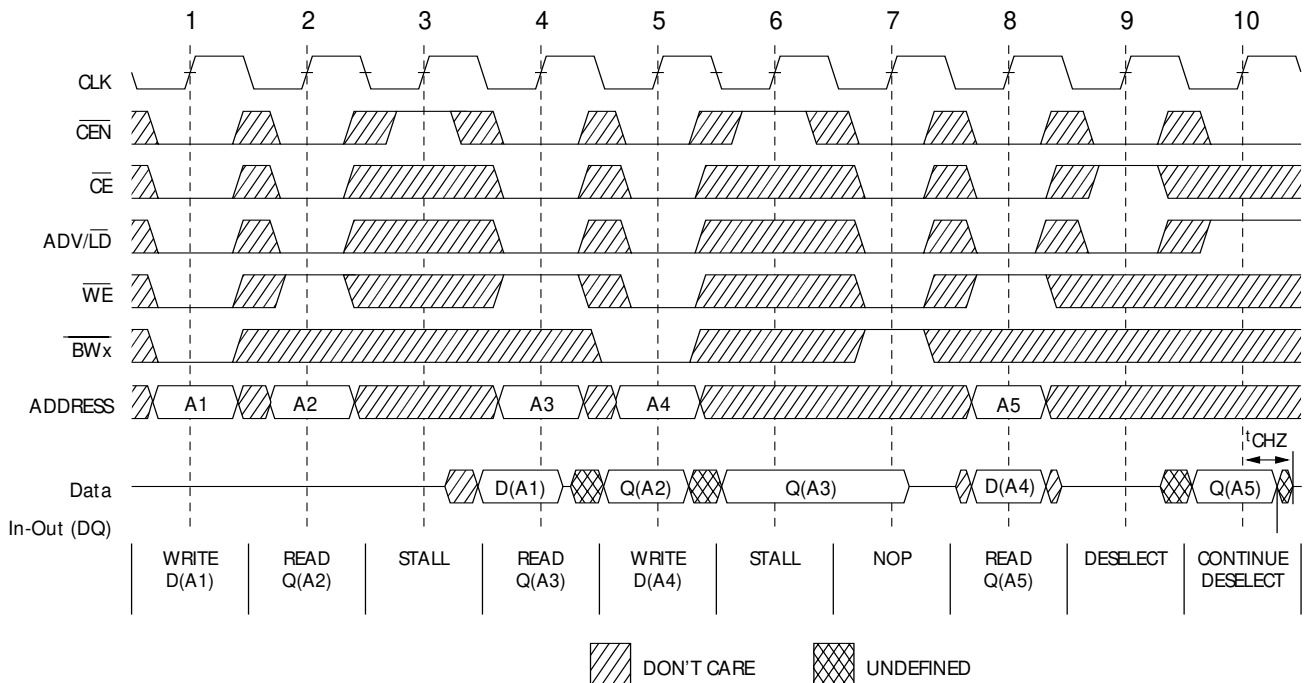 1 2 3 4 5 6 7 8 9 10
CLK
CEN
CE
ADV/LD
WE
BWx
ADDRESS A1 A2 A3 A4 A5
tCHZ
Data D(A1) Q(A2) Q(A3) D(A4) Q(A5)
In-Out (DQ)
WRITE READ STALL READ WRITE STALL NOP READ DESELECT CONTINUE
D(A1) Q(A2) Q(A3) D(A4) Q(A5) DESELECT
DON'T CARE UNDEFINED